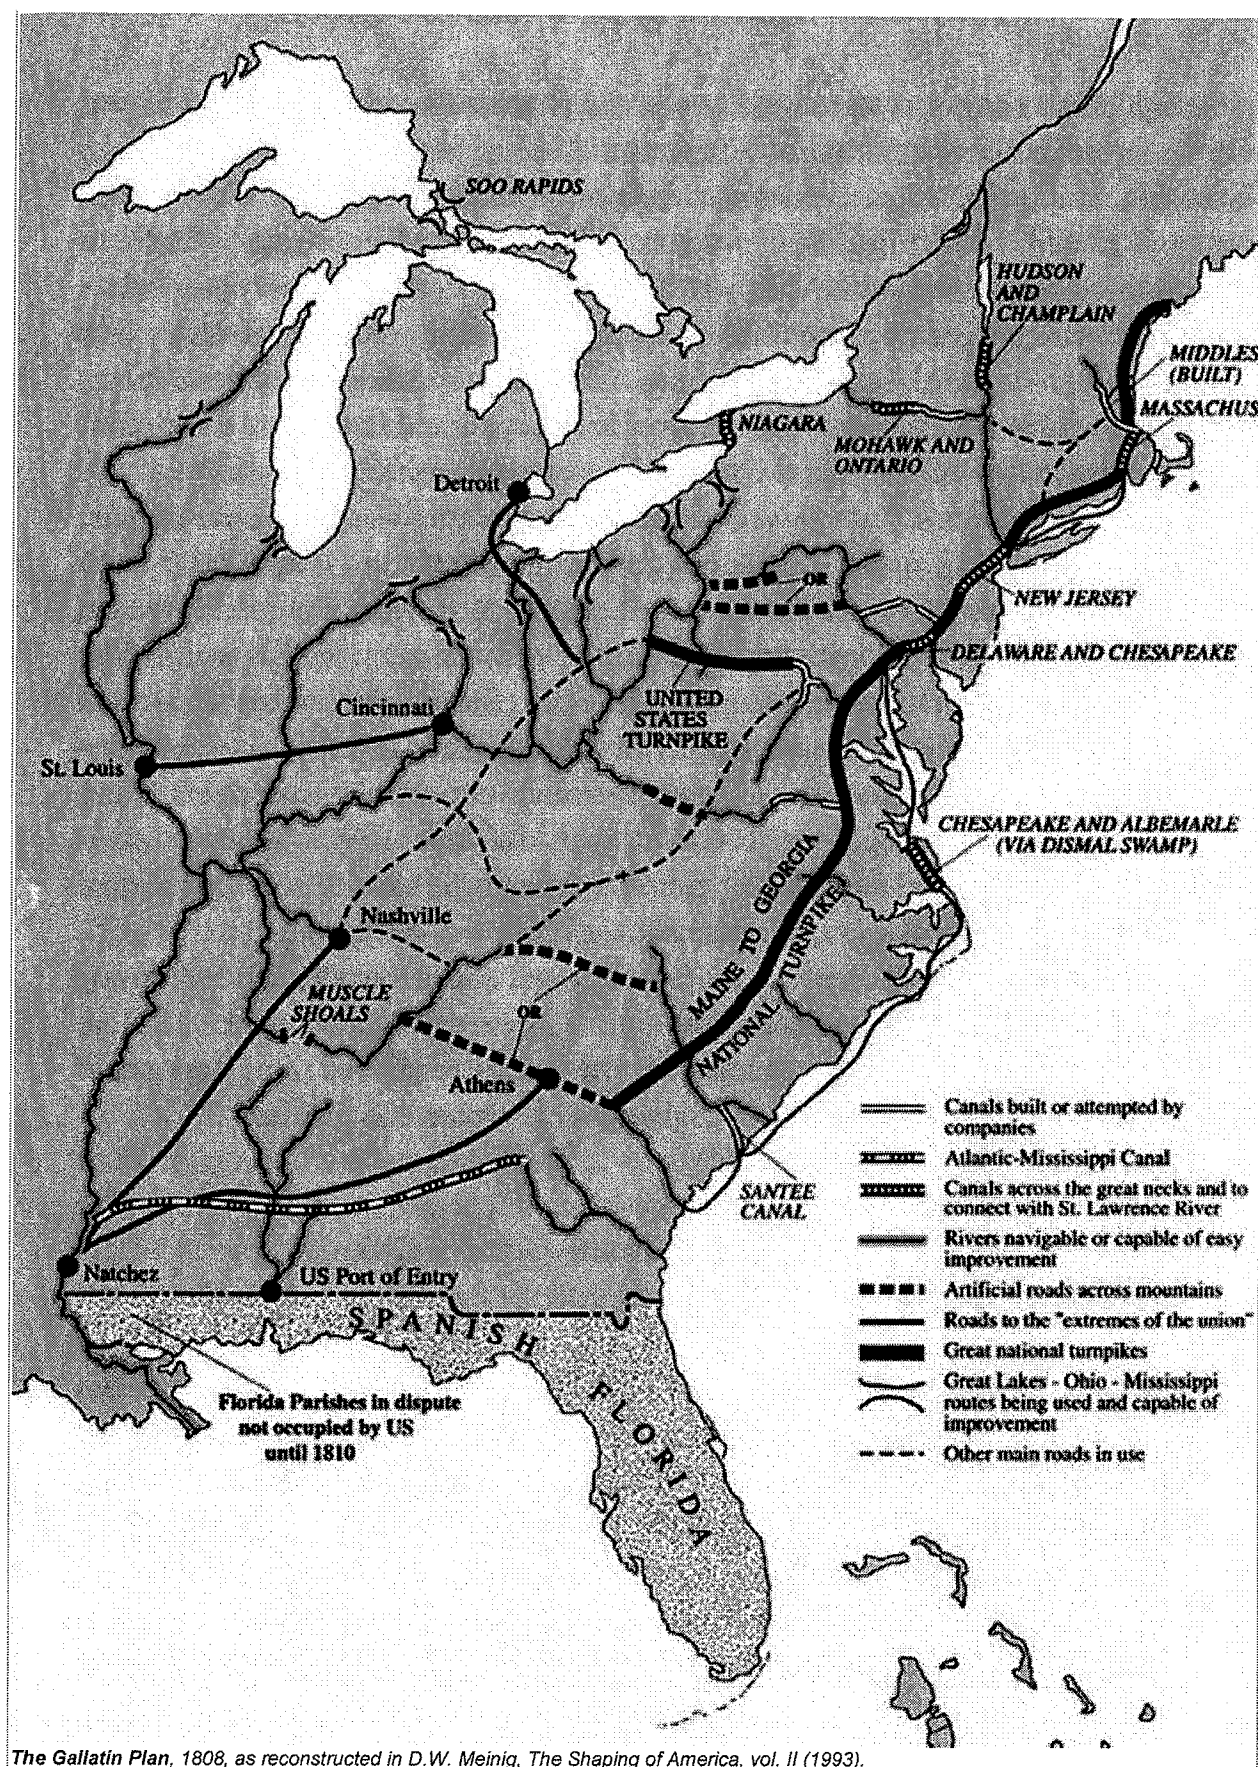 SOO RAPIDS
HUDSON
AND
CHAMPLAIN
MIDDLES
(BUILT)
MASSACHUS
NIAGARA
MOHAWK AND
ONTARIO
Detroit
OR
NEW JERSEY
DELAWARE AND CHESAPEAKE
UNITED
STATES
TURNPIKE
Cincinnati
St. Louis
CHESAPEAKE AND ALBEMARLE
(VIA DISMAL SWAMP)
MAINE TO GEORGIA
NATIONAL TURNPIKE
Nashville
MUSCLE
SHOALS
OR
Athens
SANTEE
CANAL
Natchez
US Port of Entry
SPANISH
FLORIDA
Florida Parishes in dispute
not occupied by US
until 1810
Canals built or attempted by
companies
Atlantic-Mississippi Canal
Canals across the great necks and to
connect with St. Lawrence River
Rivers navigable or capable of easy
improvement
Artificial roads across mountains
Roads to the "extremes of the union"
Great national turnpikes
Great Lakes - Ohio - Mississippi
routes being used and capable of
improvement
Other main roads in use
The Gallatin Plan, 1808, as reconstructed in D.W. Meinig, The Shaping of America, vol. II (1993).